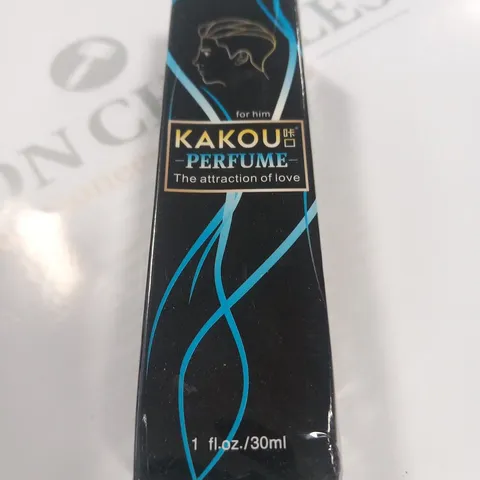 for him
KAKOU咔口
-PERFUME-
The attraction of love
1 fl.oz./30ml